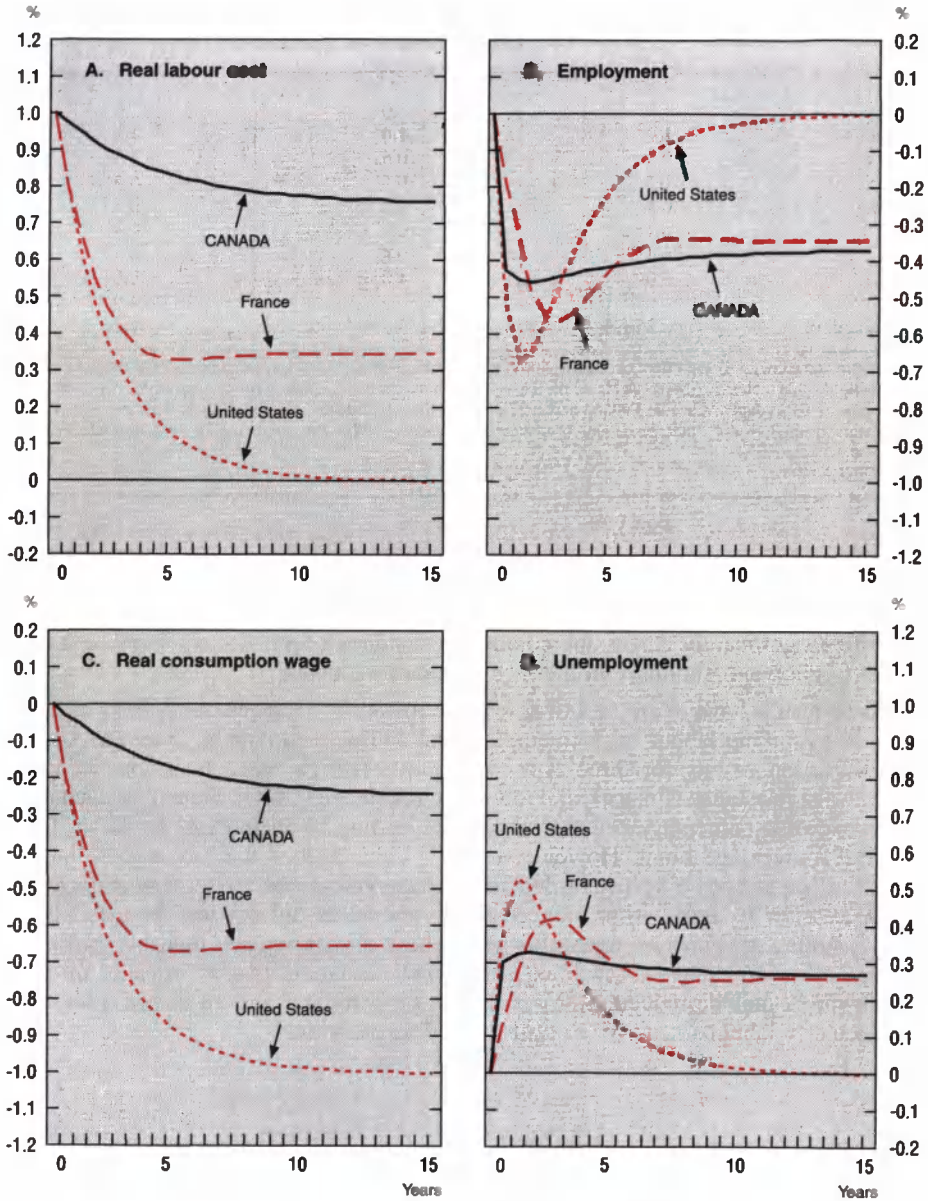 %
1.2
1.1
1.0
0.9
0.8
0.7
0.6
0.5
0.4
0.3
0.2
0.1
0
-0.1
-0.2
A. Real labour
CANADA
France
United States
0 5 10 15
%
0.2
0.1
0
-0.1
-0.2
-0.3
-0.4
-0.5
-0.6
-0.7
-0.8
-0.9
-1.0
-1.1
-1.2
Employment
United States
CANADA
France
0 5 10 15
%
0.2
0.1
0
-0.1
-0.2
-0.3
-0.4
-0.5
-0.6
-0.7
-0.8
-0.9
-1.0
-1.1
-1.2
C. Real consumption wage
CANADA
France
United States
0 5 10 15
Years
%
1.2
1.1
1.0
0.9
0.8
0.7
0.6
0.5
0.4
0.3
0.2
0.1
0
-0.1
-0.2
Unemployment
United States
France
CANADA
0 5 10 15
Years